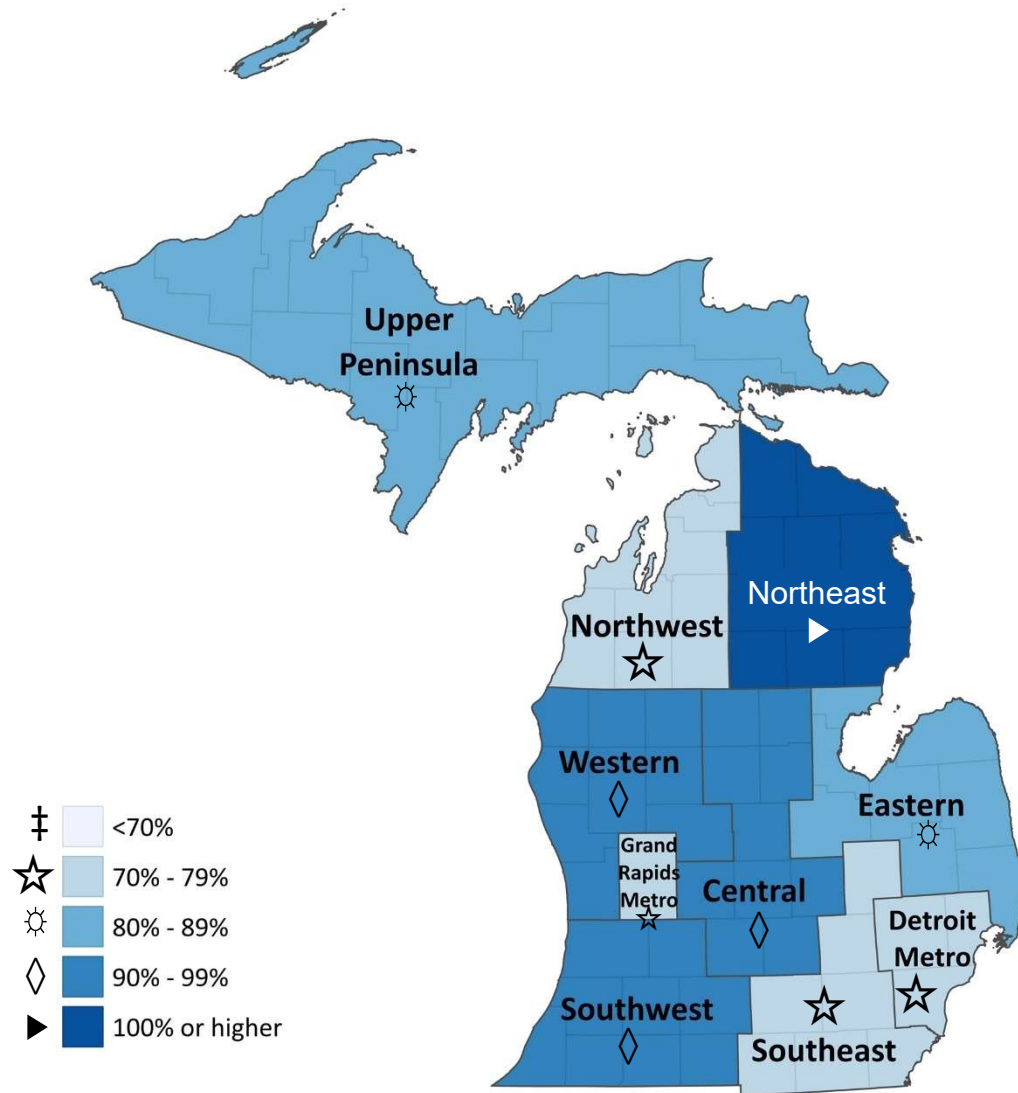 Upper
Peninsula
Northeast
Northwest
Western
Eastern
Grand
Rapids
Metro
Central
Detroit
Metro
Southwest
Southeast
<70%
70% - 79%
80% - 89%
90% - 99%
100% or higher